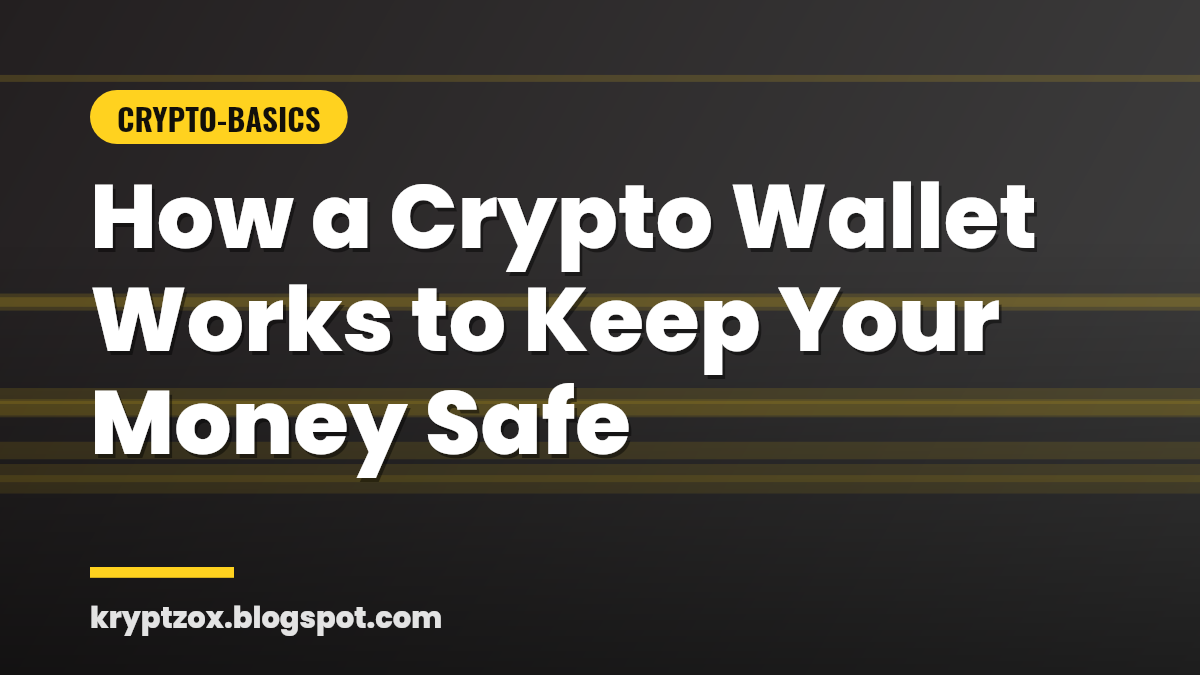 CRYPTO-BASICS
How a Crypto Wallet
Works to Keep Your
Money Safe
kryptzox.blogspot.com